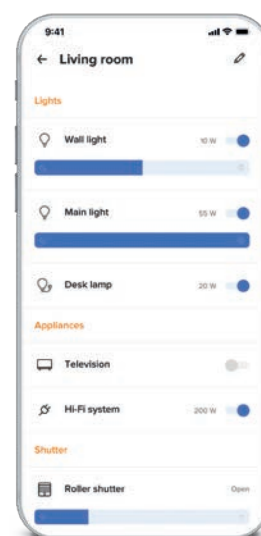 9:41
Living room
Lights
Wall light 10 W
Main light 55 W
Desk lamp 20 W
Appliances
Television
Hi-Fi system 200 W
Shutter
Roller shutter Open